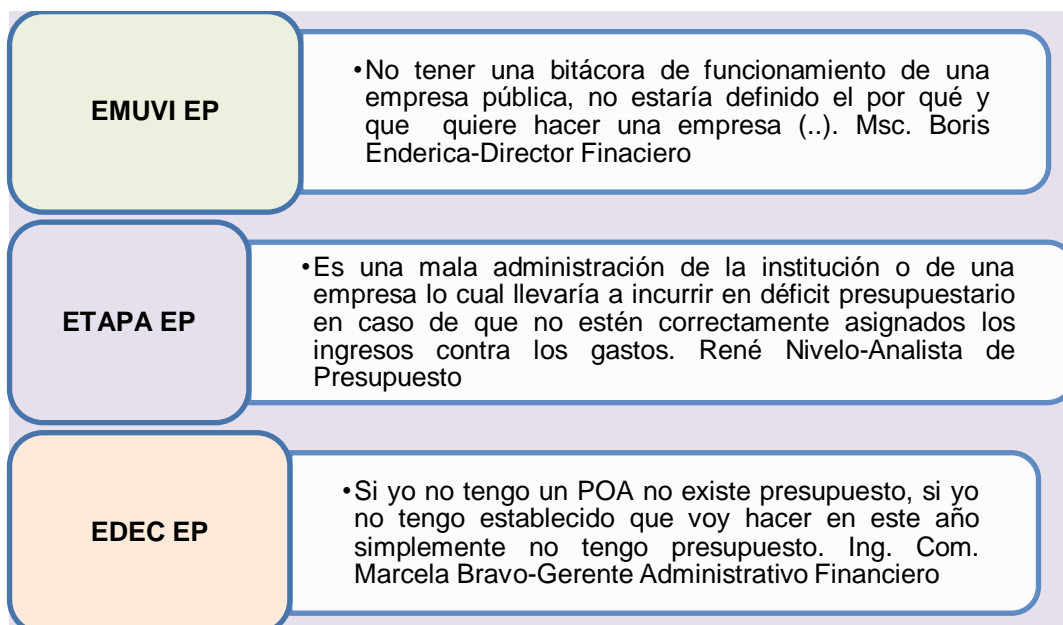 EMUVI EP
•No tener una bitácora de funcionamiento de una
empresa pública, no estaría definido el por qué y
que quiere hacer una empresa (..). Msc. Boris
Enderica-Director Finaciero
ETAPA EP
•Es una mala administración de la institución o de una
empresa lo cual llevaría a incurrir en déficit presupuestario
en caso de que no estén correctamente asignados los
ingresos contra los gastos. René Nivelo-Analista de
Presupuesto
EDEC EP
•Si yo no tengo un POA no existe presupuesto, si yo
no tengo establecido que voy hacer en este año
simplemente no tengo presupuesto. Ing. Com.
Marcela Bravo-Gerente Administrativo Financiero